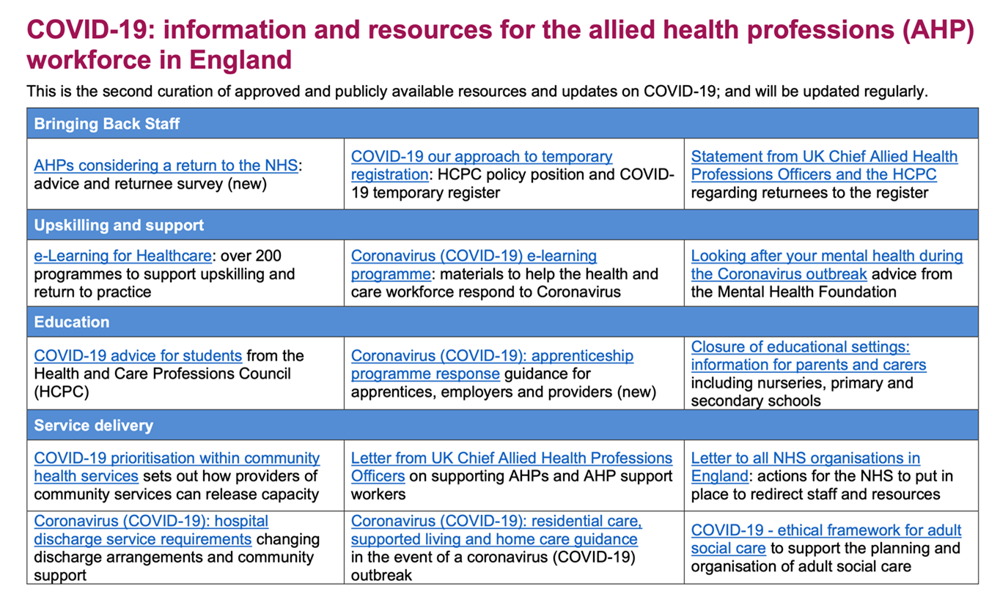 COVID-19: information and resources for the allied health professions (AHP)
workforce in England
This is the second curation of approved and publicly available resources and updates on COVID-19; and will be updated regularly.
Bringing Back Staff
AHPs considering a return to the NHS:
advice and returnee survey (new)
COVID-19 our approach to temporary
registration: HCPC policy position and COVID-
19 temporary register
Statement from UK Chief Allied Health
Professions Officers and the HCPC
regarding returnees to the register
Upskilling and support
e-Learning for Healthcare: over 200
programmes to support upskilling and
return to practice
Coronavirus (COVID-19) e-learning
programme: materials to help the health and
care workforce respond to Coronavirus
Looking after your mental health during
the Coronavirus outbreak advice from
the Mental Health Foundation
Education
COVID-19 advice for students from the
Health and Care Professions Council
(HCPC)
Coronavirus (COVID-19): apprenticeship
programme response guidance for
apprentices, employers and providers (new)
Closure of educational settings:
information for parents and carers
including nurseries, primary and
secondary schools
Service delivery
COVID-19 prioritisation within community
health services sets out how providers of
community services can release capacity
Letter from UK Chief Allied Health Professions
Officers on supporting AHPs and AHP support
workers
Letter to all NHS organisations in
England: actions for the NHS to put in
place to redirect staff and resources
Coronavirus (COVID-19): hospital
discharge service requirements changing
discharge arrangements and community
support
Coronavirus (COVID-19): residential care,
supported living and home care guidance
in the event of a coronavirus (COVID-19)
outbreak
COVID-19 - ethical framework for adult
social care to support the planning and
organisation of adult social care